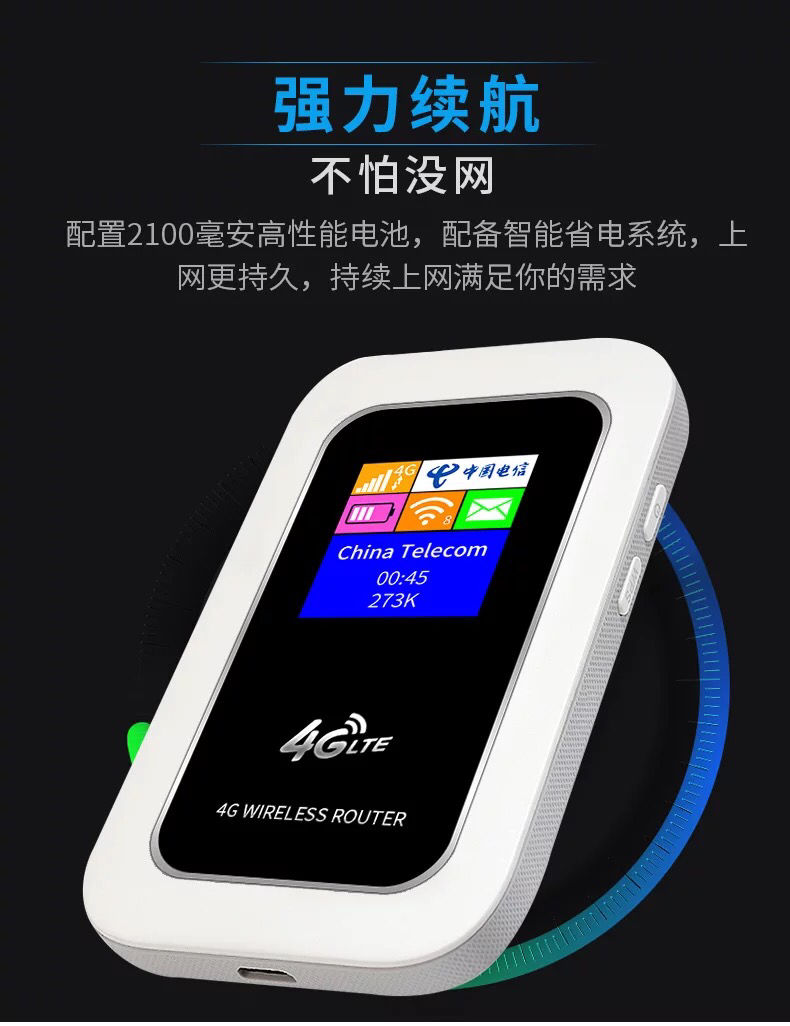 强力续航
不怕没网
配置2100毫安高性能电池，配备智能省电系统，上
网更持久，持续上网满足你的需求
4G
中国电信
8
China Telecom
00:45
273K
4G LTE
4G WIRELESS ROUTER